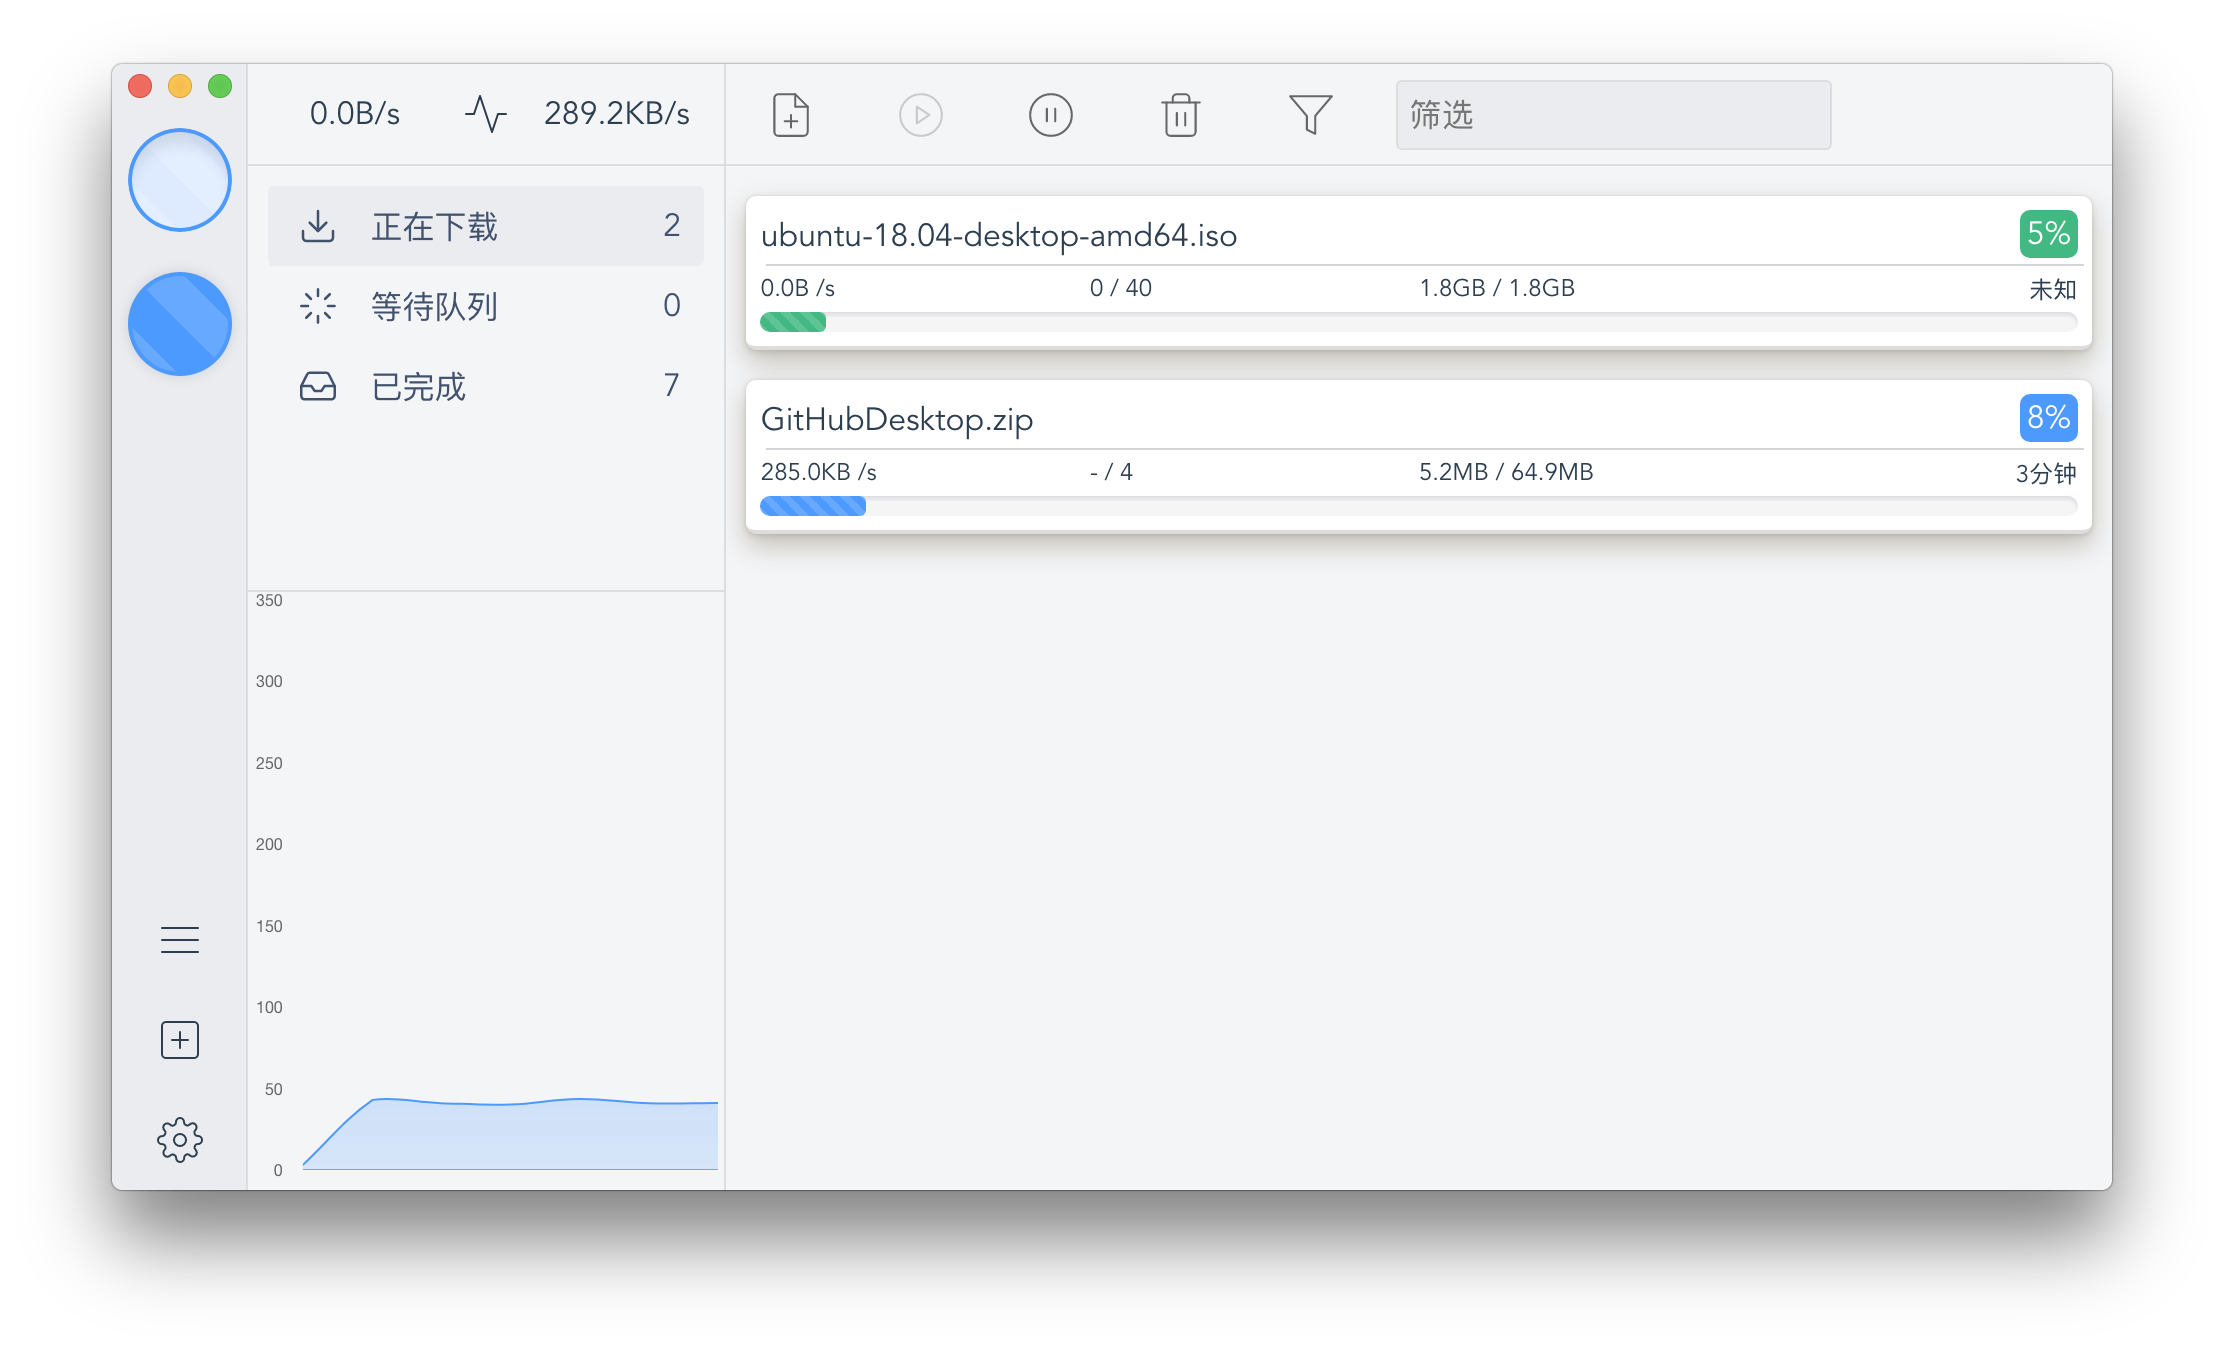 0.0B/s 289.2KB/s
筛选
正在下载 2
等待队列 0
已完成 7
350
300
250
200
150
100
50
0
ubuntu-18.04-desktop-amd64.iso 5%
0.0B /s 0 / 40 1.8GB / 1.8GB 未知
GitHubDesktop.zip 8%
285.0KB /s - / 4 5.2MB / 64.9MB 3分钟